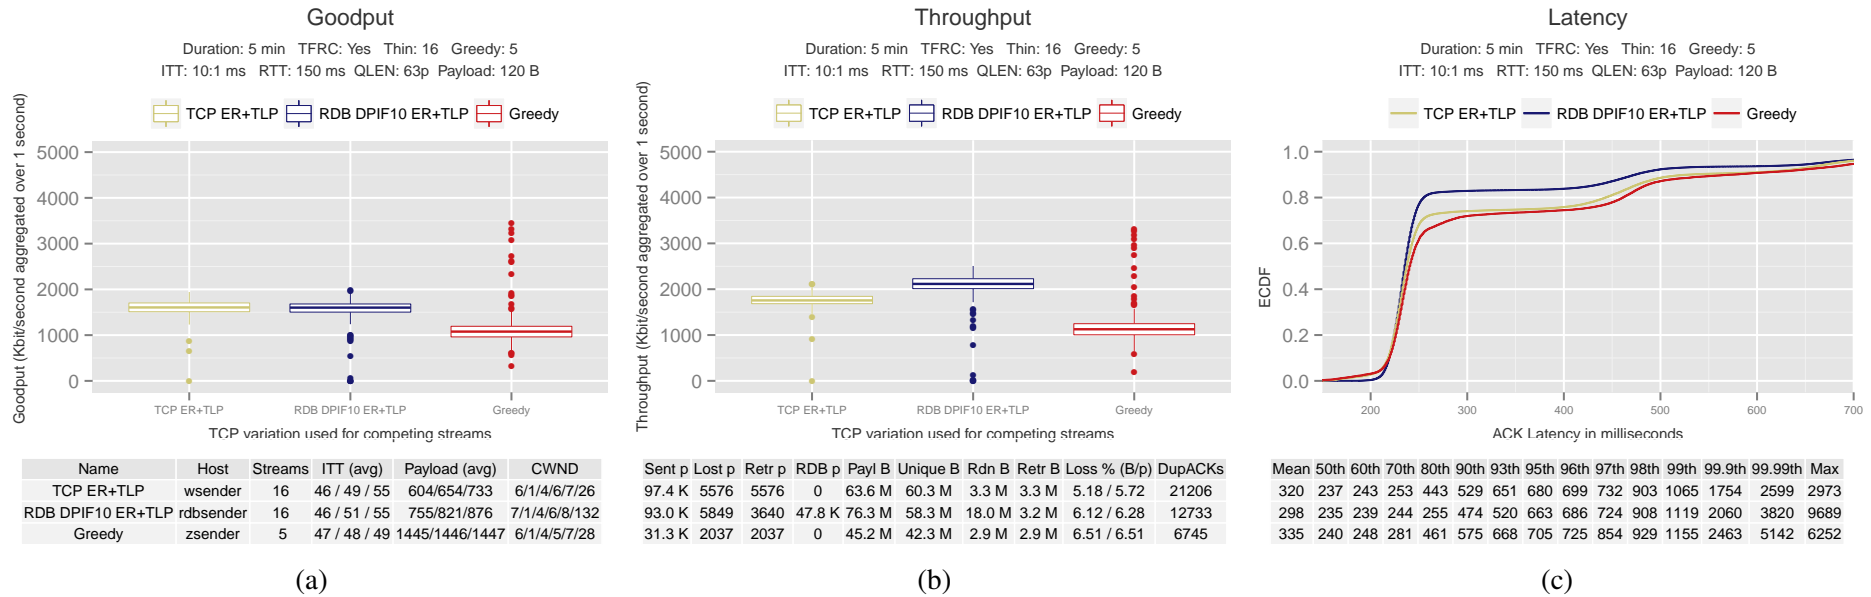 Goodput
Duration: 5 min TFRC: Yes Thin: 16 Greedy: 5
ITT: 10:1 ms RTT: 150 ms QLEN: 63p Payload: 120 B
TCP ER+TLP RDB DPIF10 ER+TLP Greedy
Goodput (Kbit/second aggregated over 1 second)
5000
4000
3000
2000
1000
0
TCP ER+TLP RDB DPIF10 ER+TLP Greedy
TCP variation used for competing streams
Name Host Streams ITT (avg) Payload (avg) CWND
TCP ER+TLP wsender 16 46 / 49 / 55 604/654/733 6/1/4/6/7/26
RDB DPIF10 ER+TLP rdbsender 16 46 / 51 / 55 755/821/876 7/1/4/6/8/132
Greedy zsender 5 47 / 48 / 49 1445/1446/1447 6/1/4/5/7/28
(a)
Throughput
Duration: 5 min TFRC: Yes Thin: 16 Greedy: 5
ITT: 10:1 ms RTT: 150 ms QLEN: 63p Payload: 120 B
TCP ER+TLP RDB DPIF10 ER+TLP Greedy
Throughput (Kbit/second aggregated over 1 second)
5000
4000
3000
2000
1000
0
TCP ER+TLP RDB DPIF10 ER+TLP Greedy
TCP variation used for competing streams
Sent p Lost p Retr p RDB p Payl B Unique B Rdn B Retr B Loss % (B/p) DupACKs
97.4 K 5576 5576 0 63.6 M 60.3 M 3.3 M 3.3 M 5.18 / 5.72 21206
93.0 K 5849 3640 47.8 K 76.3 M 58.3 M 18.0 M 3.2 M 6.12 / 6.28 12733
31.3 K 2037 2037 0 45.2 M 42.3 M 2.9 M 2.9 M 6.51 / 6.51 6745
(b)
Latency
Duration: 5 min TFRC: Yes Thin: 16 Greedy: 5
ITT: 10:1 ms RTT: 150 ms QLEN: 63p Payload: 120 B
TCP ER+TLP RDB DPIF10 ER+TLP Greedy
ECDF
1.0
0.8
0.6
0.4
0.2
0.0
200 300 400 500 600 700
ACK Latency in milliseconds
Mean 50th 60th 70th 80th 90th 93th 95th 96th 97th 98th 99th 99.9th 99.99th Max
320 237 243 253 443 529 651 680 699 732 903 1065 1754 2599 2973
298 235 239 244 255 474 520 663 686 724 908 1119 2060 3820 9689
335 240 248 281 461 575 668 705 725 854 929 1155 2463 5142 6252
(c)